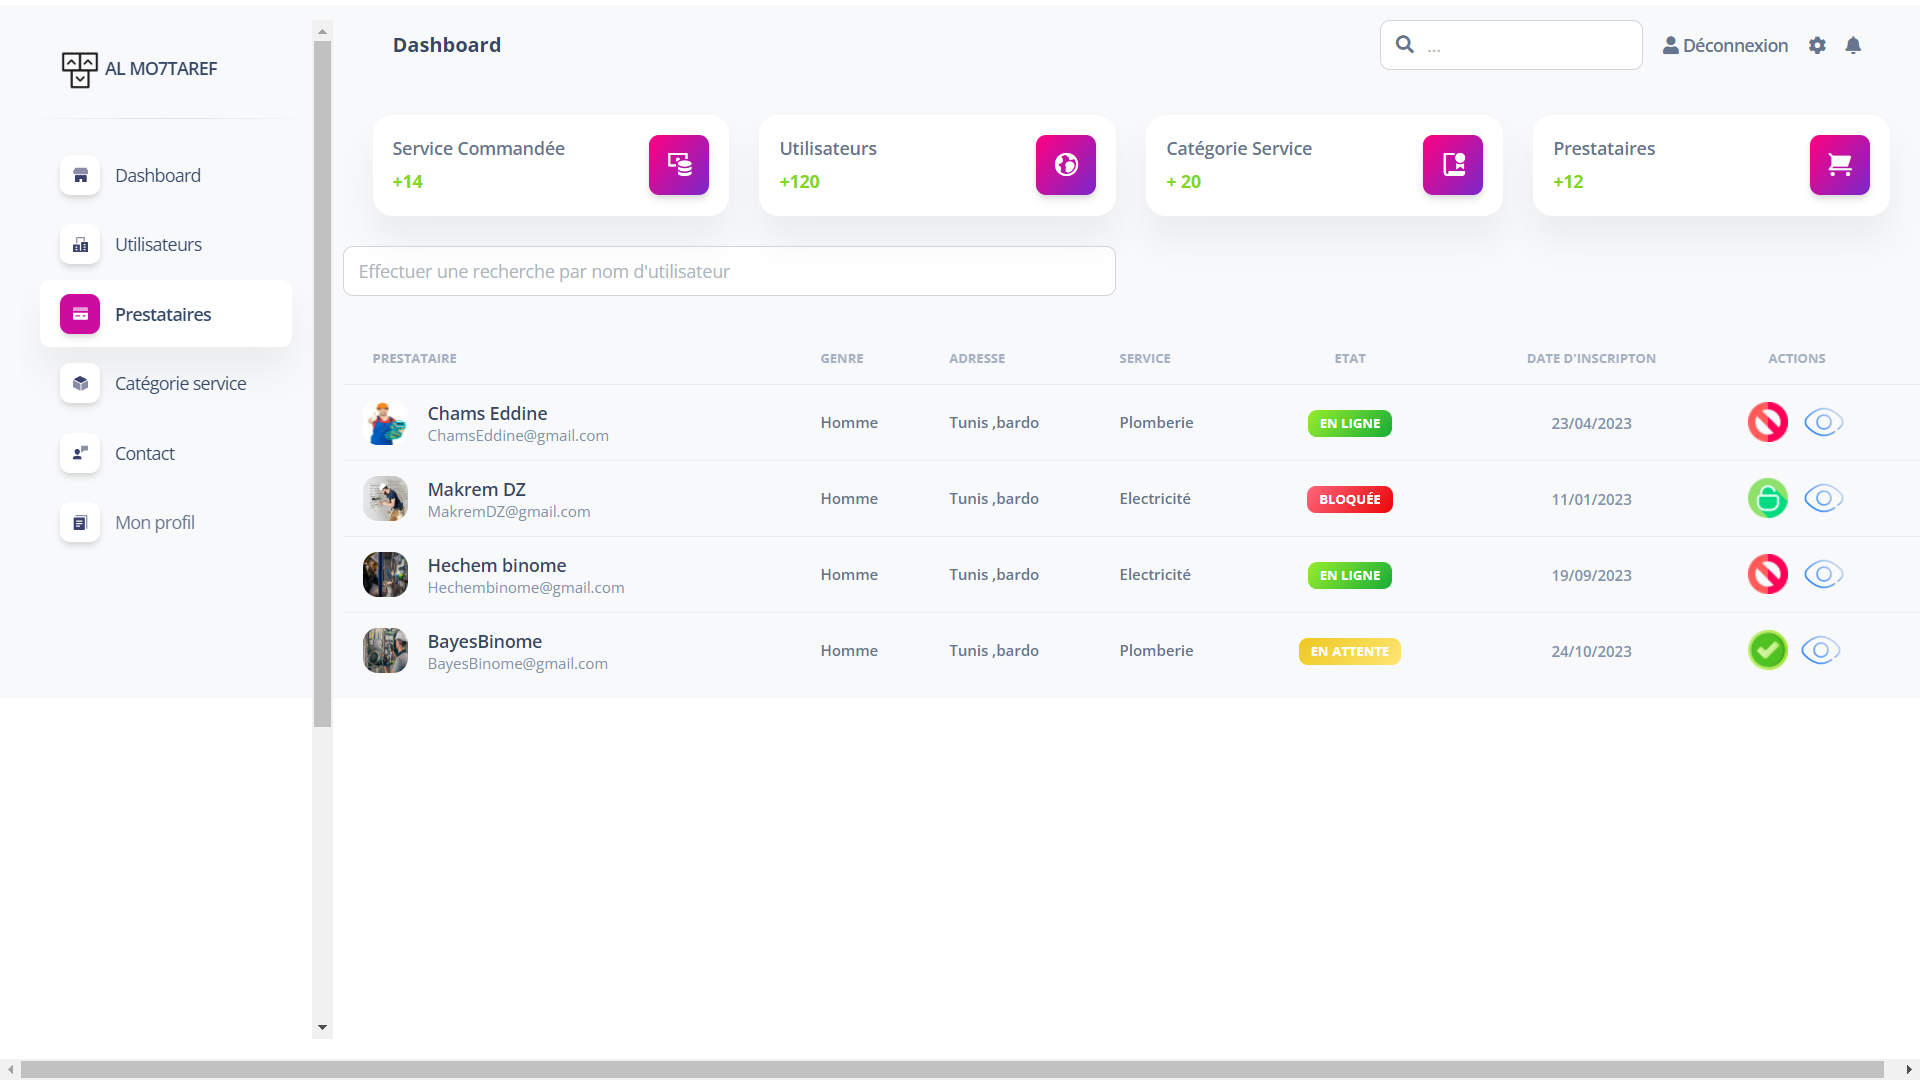 AL MO7TAREF
Dashboard
Utilisateurs
Prestataires
Catégorie service
Contact
Mon profil
Dashboard
...
Déconnexion
Service Commandée
+14
Utilisateurs
+120
Catégorie Service
+ 20
Prestataires
+12
Effectuer une recherche par nom d'utilisateur
PRESTATAIRE GENRE ADRESSE SERVICE ETAT DATE D'INSCRIPTON ACTIONS
Chams Eddine
ChamsEddine@gmail.com
Homme Tunis ,bardo Plomberie EN LIGNE 23/04/2023
Makrem DZ
MakremDZ@gmail.com
Homme Tunis ,bardo Electricité BLOQUÉE 11/01/2023
Hechem binome
Hechembinome@gmail.com
Homme Tunis ,bardo Electricité EN LIGNE 19/09/2023
BayesBinome
BayesBinome@gmail.com
Homme Tunis ,bardo Plomberie EN ATTENTE 24/10/2023